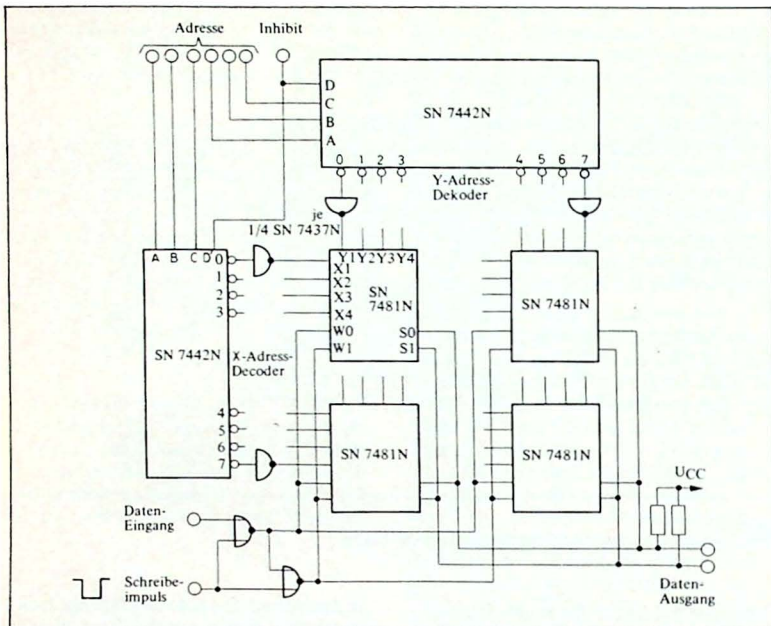 Adresse Inhibit
D
C
B
A
SN 7442N
0 1 2 3 4 5 6 7
Y-Adress-
Dekoder
je
1/4 SN 7437N
A B C D 0
1
2
3
SN 7442N
X-Adress-
Decoder
4
5
6
7
Y1 Y2 Y3 Y4
X1
X2
X3
X4
W0
W1
SN
7481N
S0
S1
SN 7481N
SN 7481N
SN 7481N
UCC
Daten-
Eingang
Schreibe-
impuls
Daten-
Ausgang